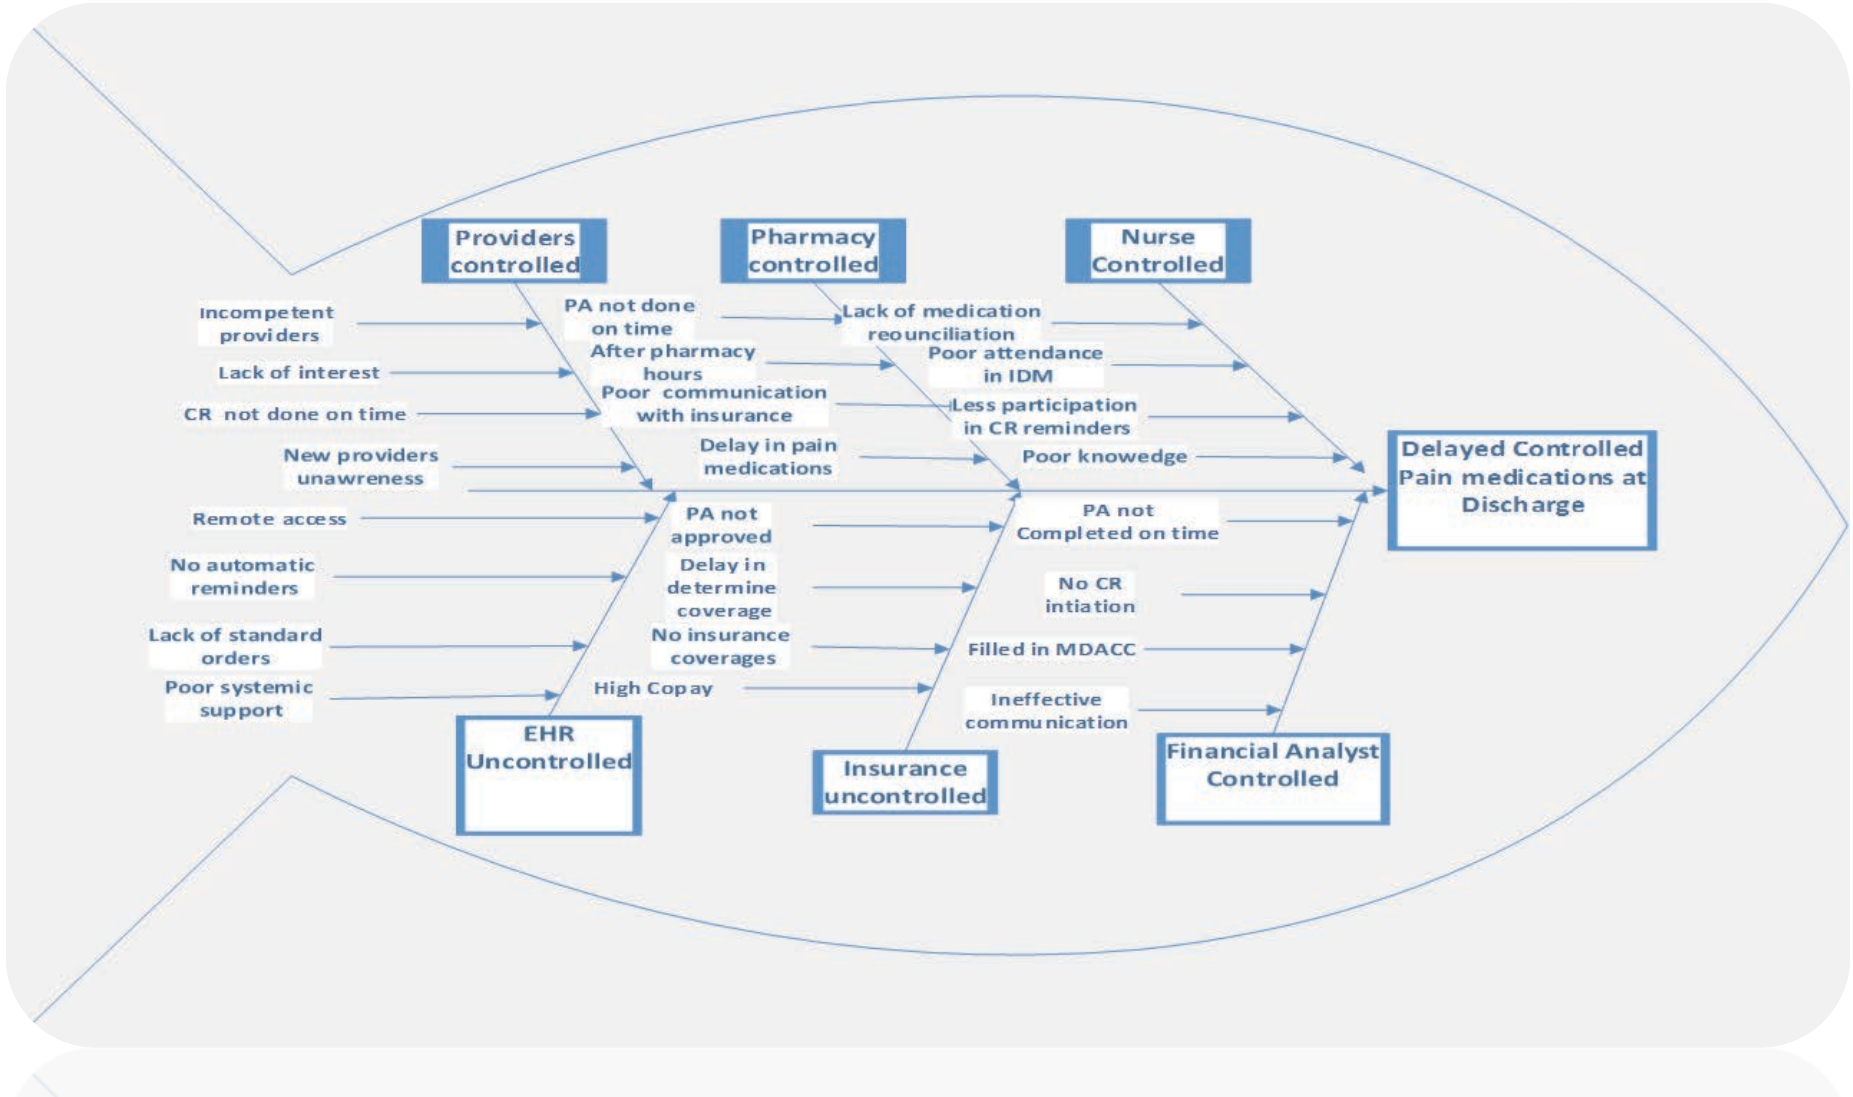 Providers
controlled
Pharmacy
controlled
Nurse
Controlled
Incompetent
providers
Lack of interest
CR not done on time
New providers
unawreness
PA not done
on time
After pharmacy
hours
Poor communication
with insurance
Delay in pain
medications
Lack of medication
reounciliation
Poor attendance
in IDM
Less participation
in CR reminders
Poor knowedge
Delayed Controlled
Pain medications at
Discharge
Remote access
No automatic
reminders
Lack of standard
orders
Poor systemic
support
PA not
approved
Delay in
determine
coverage
No insurance
coverages
High Copay
PA not
Completed on time
No CR
intiation
Filled in MDACC
Ineffective
communication
EHR
Uncontrolled
Insurance
uncontrolled
Financial Analyst
Controlled